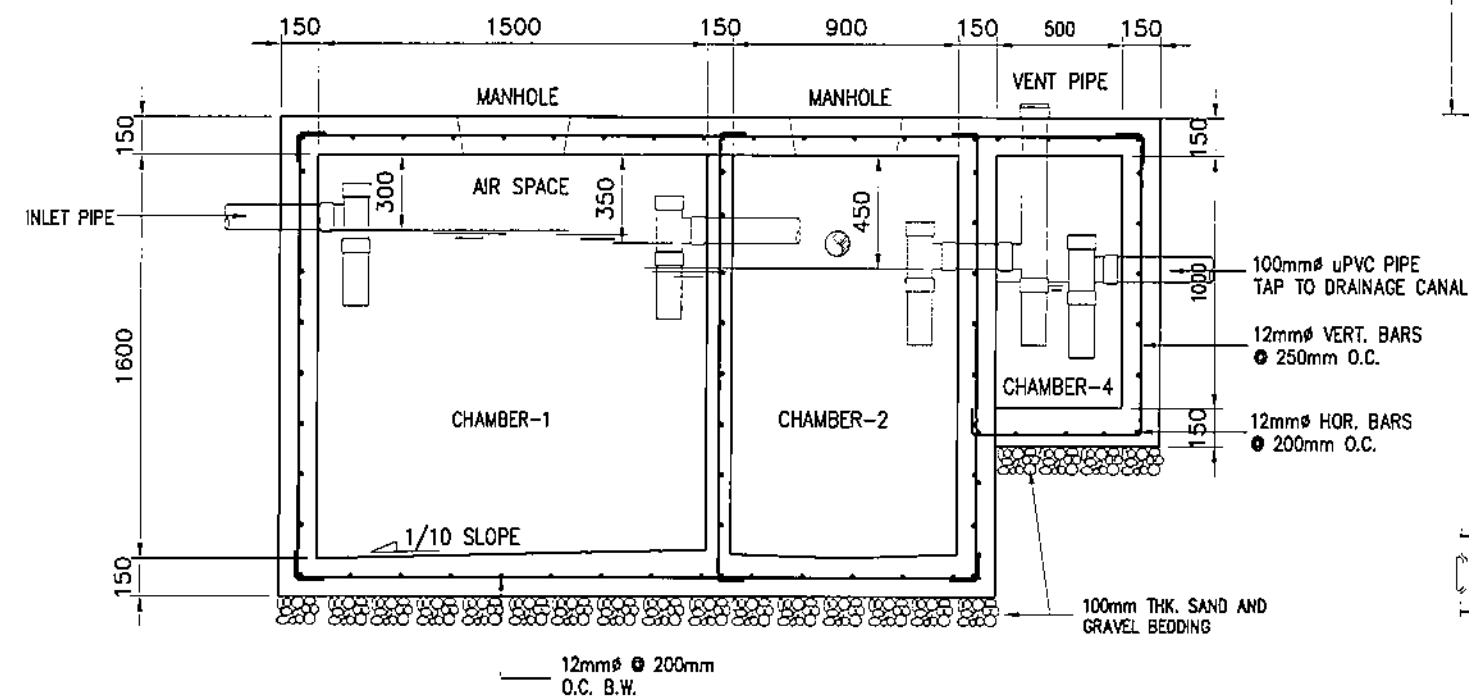 150 1500 150 900 150 500 150
VENT PIPE
MANHOLE
MANHOLE
150
150
AIR SPACE
300
350
450
INLET PIPE
100mmø uPVC PIPE
TAP TO DRAINAGE CANAL
1000
12mmø VERT. BARS
@ 250mm O.C.
1600
CHAMBER-4
CHAMBER-1
CHAMBER-2
12mmø HOR. BARS
@ 200mm O.C.
150
1/10 SLOPE
150
100mm THK. SAND AND
GRAVEL BEDDING
12mmø @ 200mm
O.C. B.W.